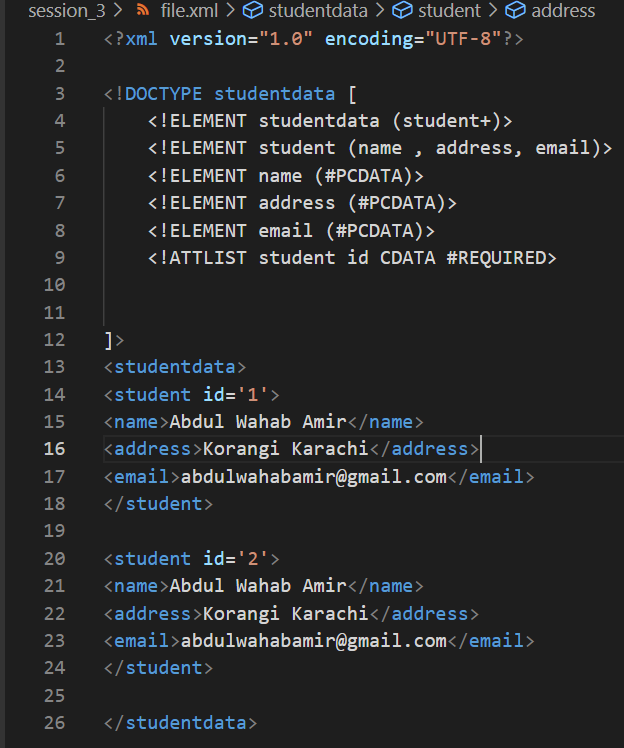 session_3 > file.xml > studentdata > student > address
1 <?xml version="1.0" encoding="UTF-8"?>
2
3 <!DOCTYPE studentdata [
4     <!ELEMENT studentdata (student+)>
5     <!ELEMENT student (name , address, email)>
6     <!ELEMENT name (#PCDATA)>
7     <!ELEMENT address (#PCDATA)>
8     <!ELEMENT email (#PCDATA)>
9     <!ATTLIST student id CDATA #REQUIRED>
10
11
12 ]>
13 <studentdata>
14 <student id='1'>
15 <name>Abdul Wahab Amir</name>
16 <address>Korangi Karachi</address>
17 <email>abdulwahabamir@gmail.com</email>
18 </student>
19
20 <student id='2'>
21 <name>Abdul Wahab Amir</name>
22 <address>Korangi Karachi</address>
23 <email>abdulwahabamir@gmail.com</email>
24 </student>
25
26 </studentdata>